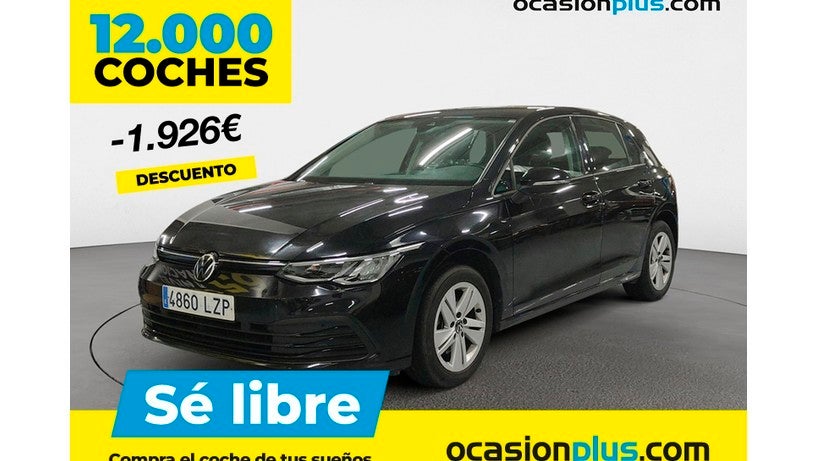 ocasionplus.com
12.000
COCHES
-1.926€
DESCUENTO
4860 LZP
Sé libre
Compra el coche de tus sueños
ocasionplus.com